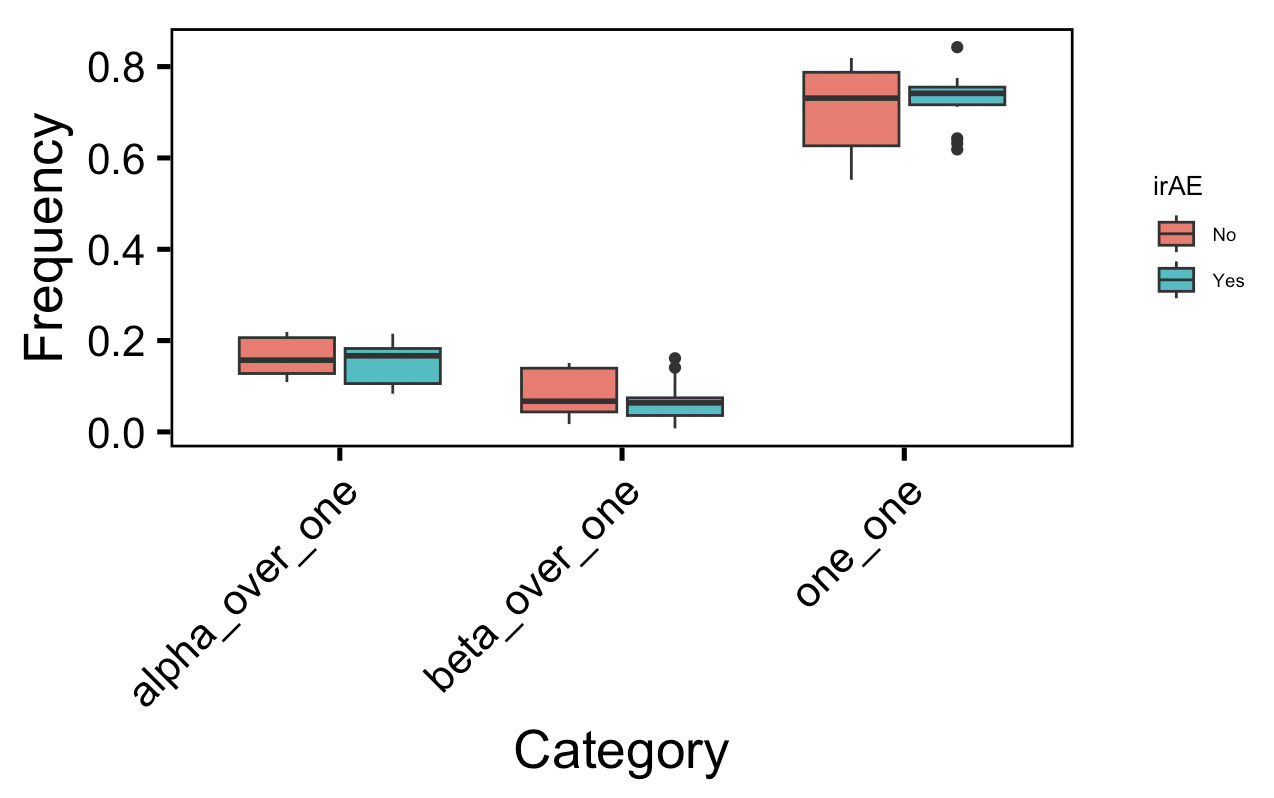 Frequency
0.8
0.6
0.4
0.2
0.0
alpha_over_one
beta_over_one
one_one
Category
irAE
No
Yes